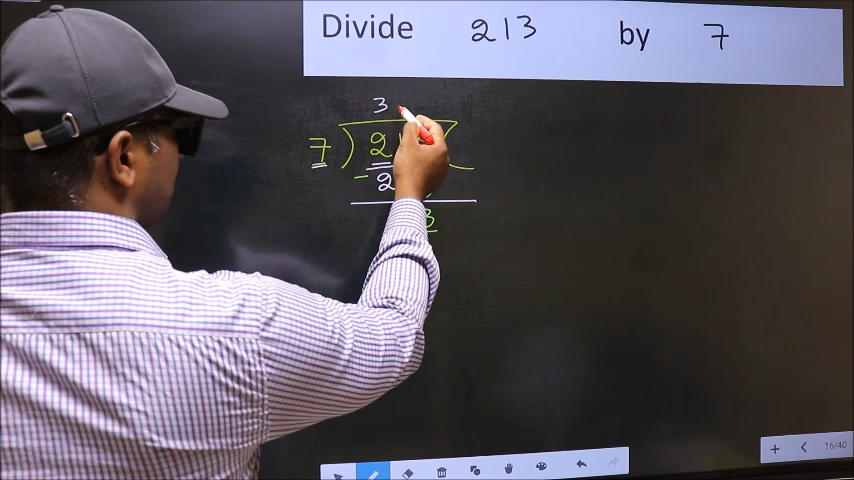 Divide 213 by 7
3
7 ) 2
- 2
3
16/40